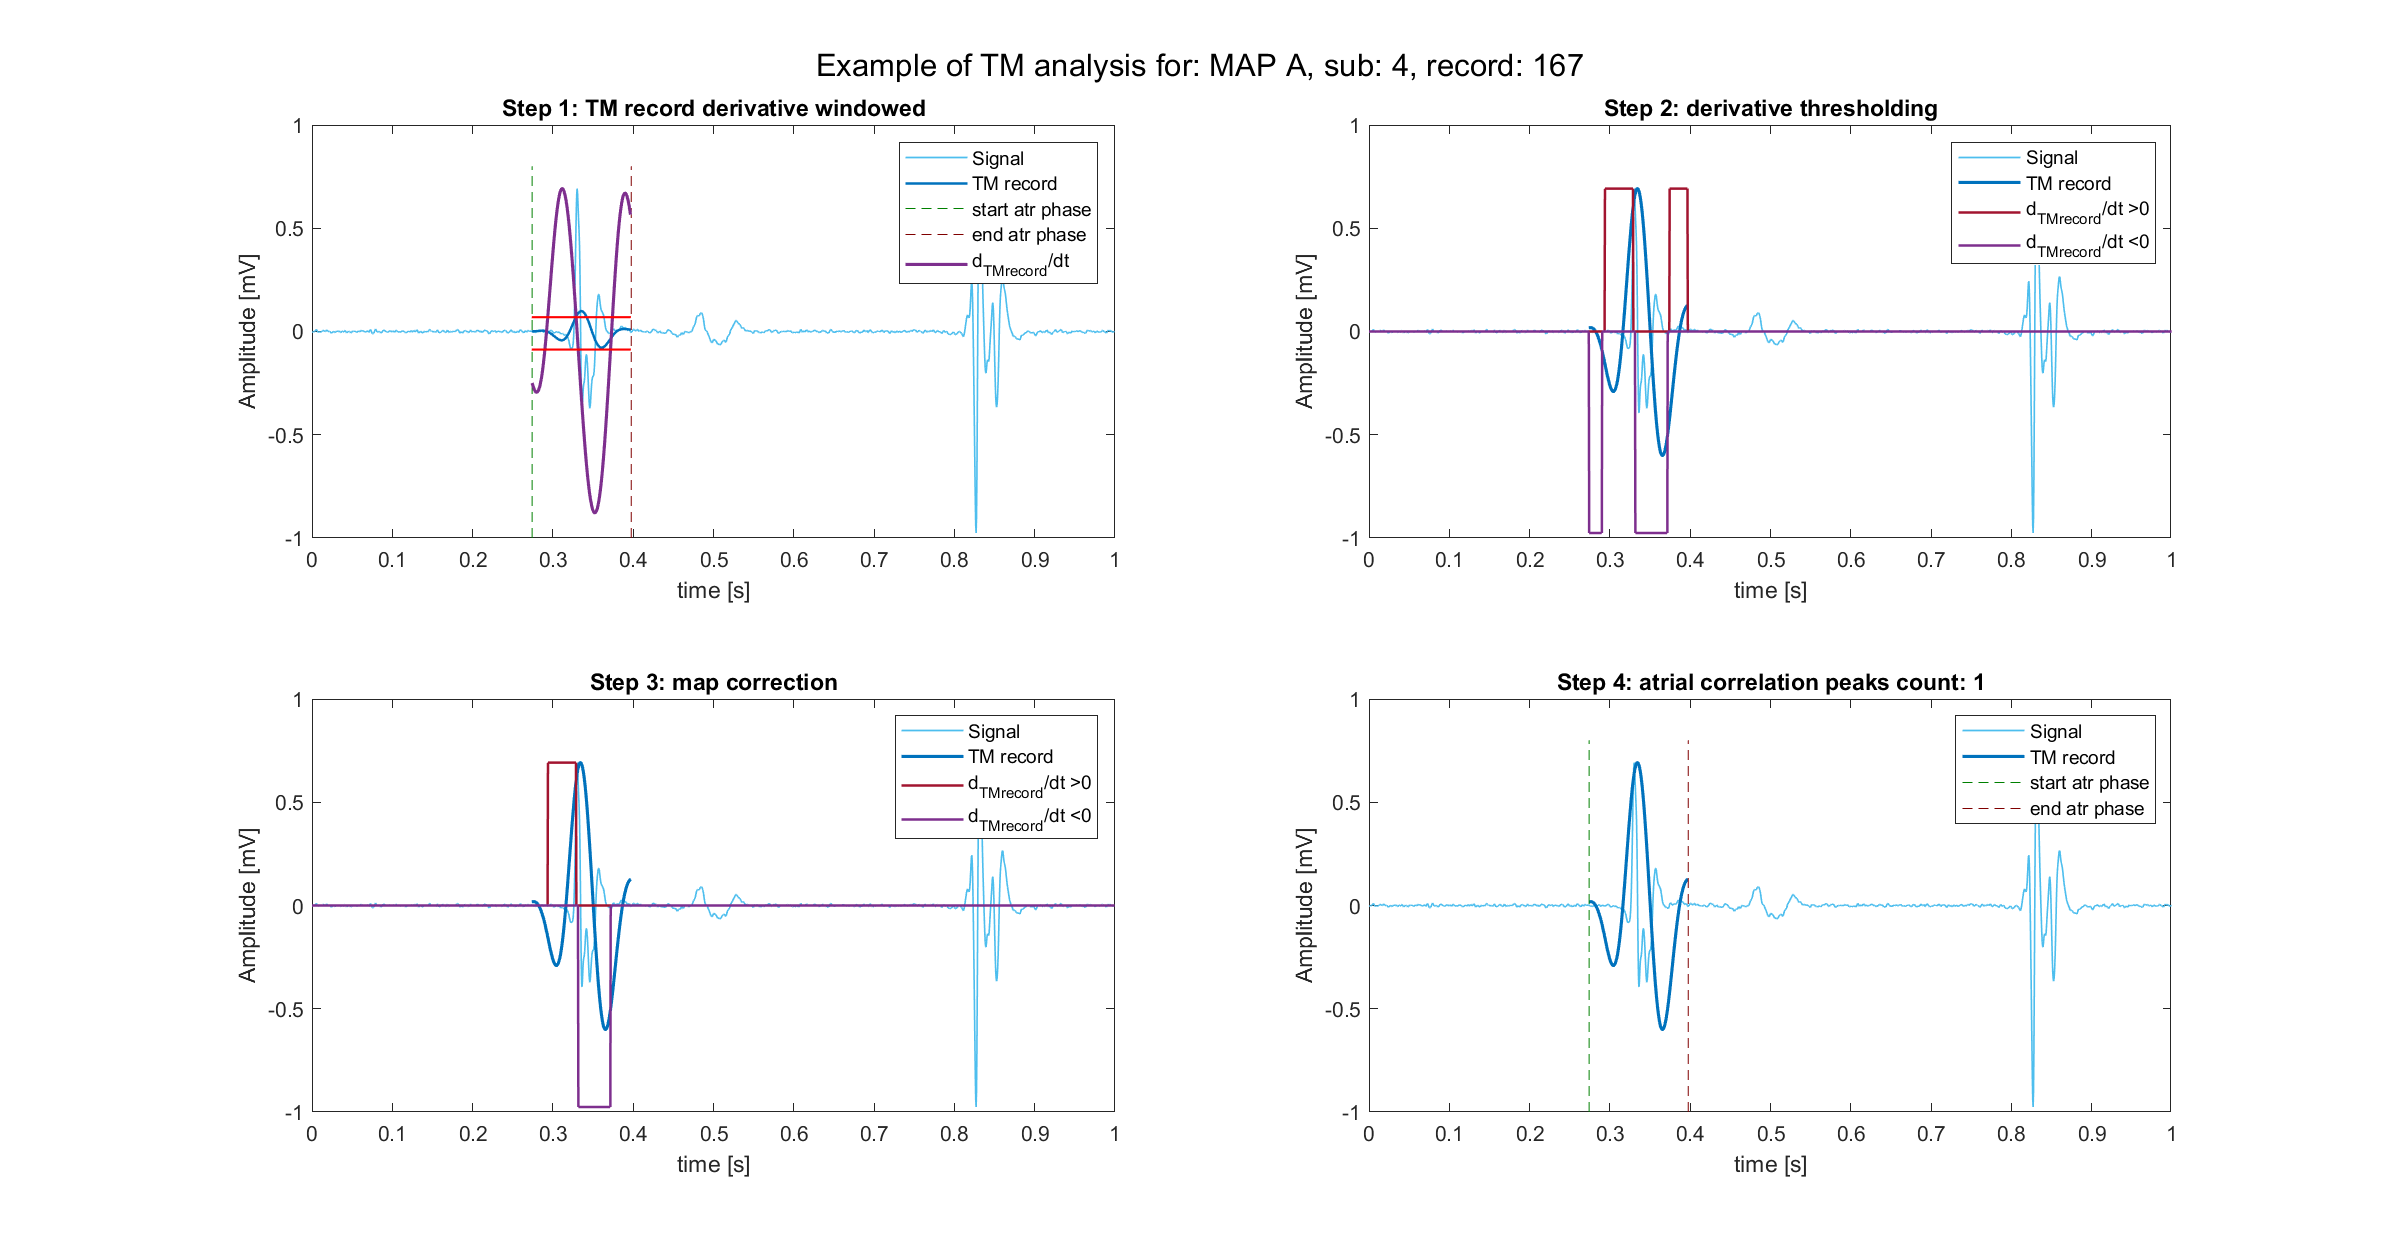 Example of TM analysis for: MAP A, sub: 4, record: 167
Step 1: TM record derivative windowed
1
0.5
0
-0.5
-1
Amplitude [mV]
0 0.1 0.2 0.3 0.4 0.5 0.6 0.7 0.8 0.9 1
time [s]
Signal
TM record
start atr phase
end atr phase
dTMrecord/dt
Step 2: derivative thresholding
1
0.5
0
-0.5
-1
Amplitude [mV]
0 0.1 0.2 0.3 0.4 0.5 0.6 0.7 0.8 0.9 1
time [s]
Signal
TM record
dTMrecord/dt >0
dTMrecord/dt <0
Step 3: map correction
1
0.5
0
-0.5
-1
Amplitude [mV]
0 0.1 0.2 0.3 0.4 0.5 0.6 0.7 0.8 0.9 1
time [s]
Signal
TM record
dTMrecord/dt >0
dTMrecord/dt <0
Step 4: atrial correlation peaks count: 1
1
0.5
0
-0.5
-1
Amplitude [mV]
0 0.1 0.2 0.3 0.4 0.5 0.6 0.7 0.8 0.9 1
time [s]
Signal
TM record
start atr phase
end atr phase